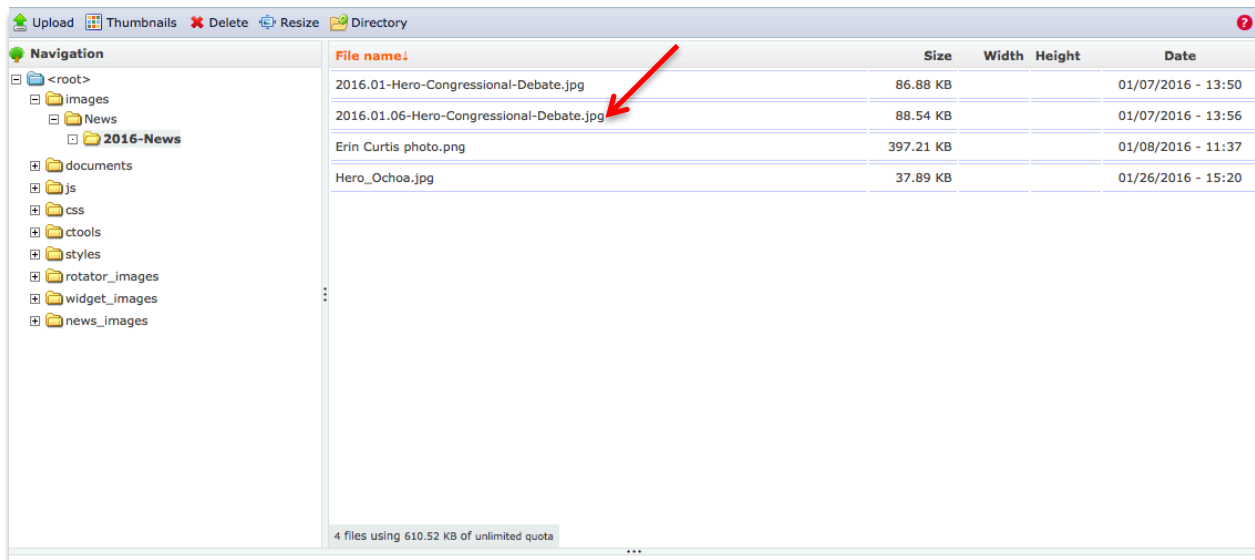 Upload Thumbnails Delete Resize Directory ?
Navigation
<root>
images
News
2016-News
documents
js
css
ctools
styles
rotator_images
widget_images
news_images
File name↓ Size Width Height Date
2016.01-Hero-Congressional-Debate.jpg 86.88 KB 01/07/2016 - 13:50
2016.01.06-Hero-Congressional-Debate.jpg 88.54 KB 01/07/2016 - 13:56
Erin Curtis photo.png 397.21 KB 01/08/2016 - 11:37
Hero_Ochoa.jpg 37.89 KB 01/26/2016 - 15:20
4 files using 610.52 KB of unlimited quota